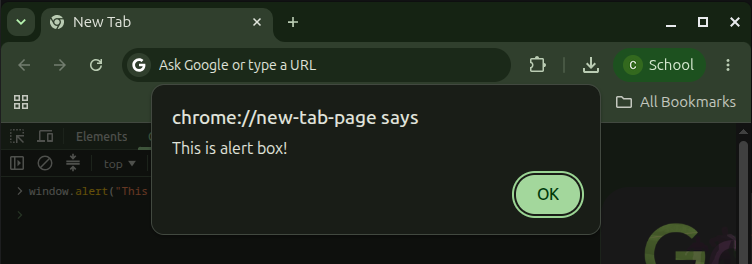 New Tab
Ask Google or type a URL
C School
All Bookmarks
chrome://new-tab-page says
This is alert box!
OK
Elements
top
window.alert("This